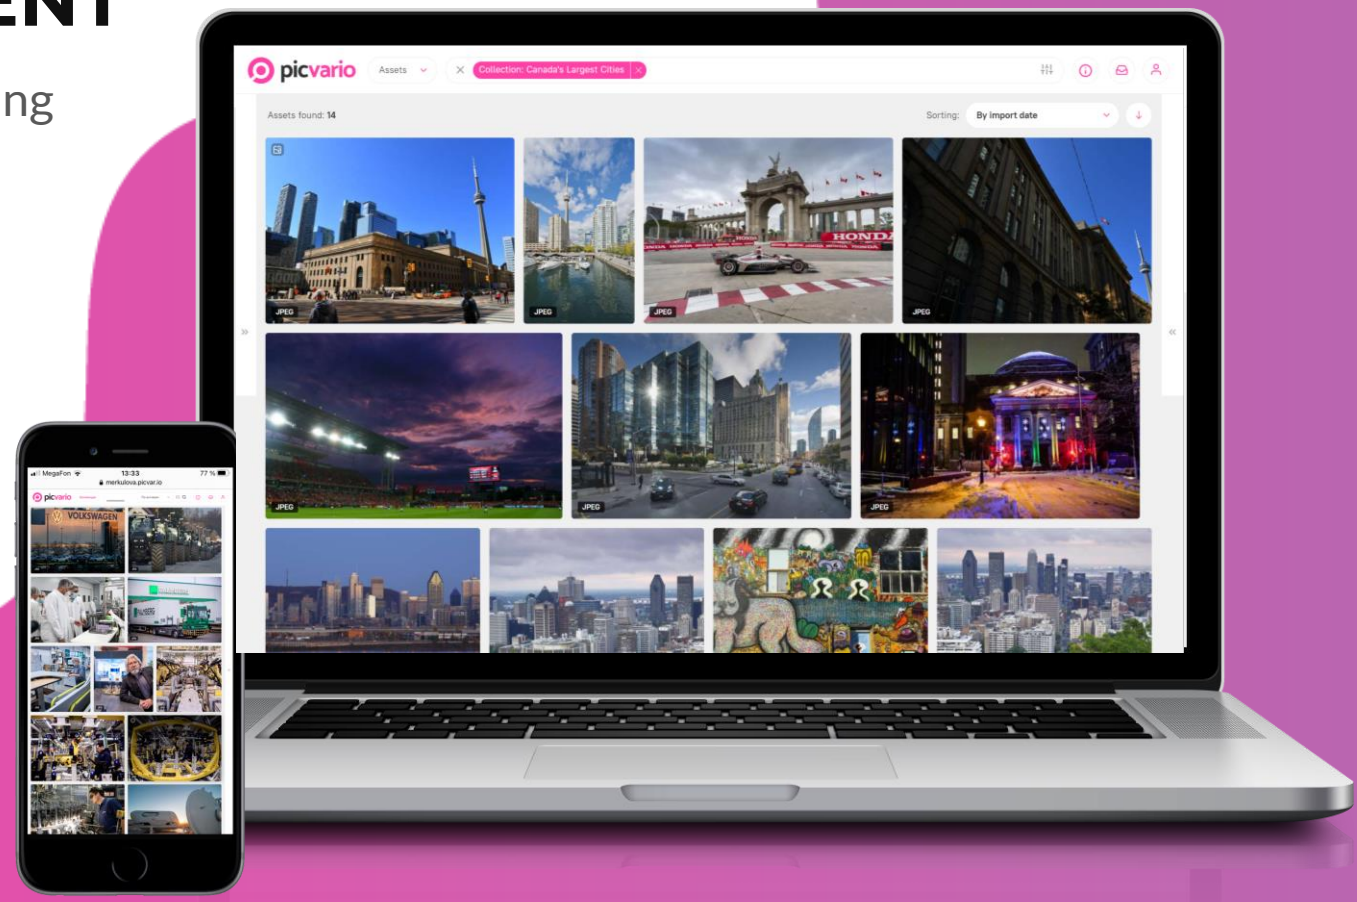 ENT
ng
picvario
Assets
Collection: Canada's Largest Cities
Assets found: 14
Sorting: By import date
JPEG
JPEG
HONDA
JPEG
JPEG
JPEG
JPEG
JPEG
MegaFon 13:33 77 %
merkulova.picvar.io
picvario
VOLKSWAGEN